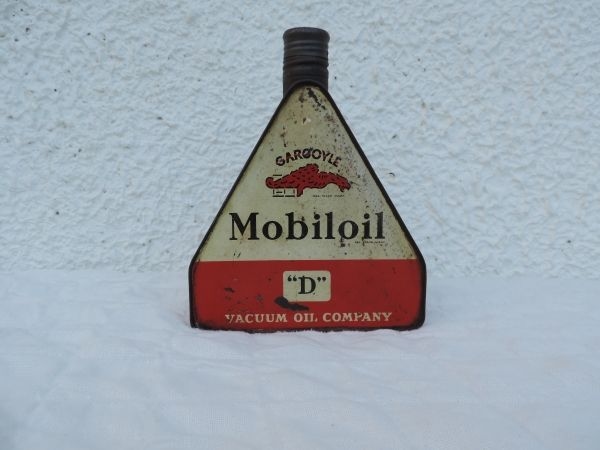 GARGOYLE
Mobiloil
"D"
VACUUM OIL COMPANY